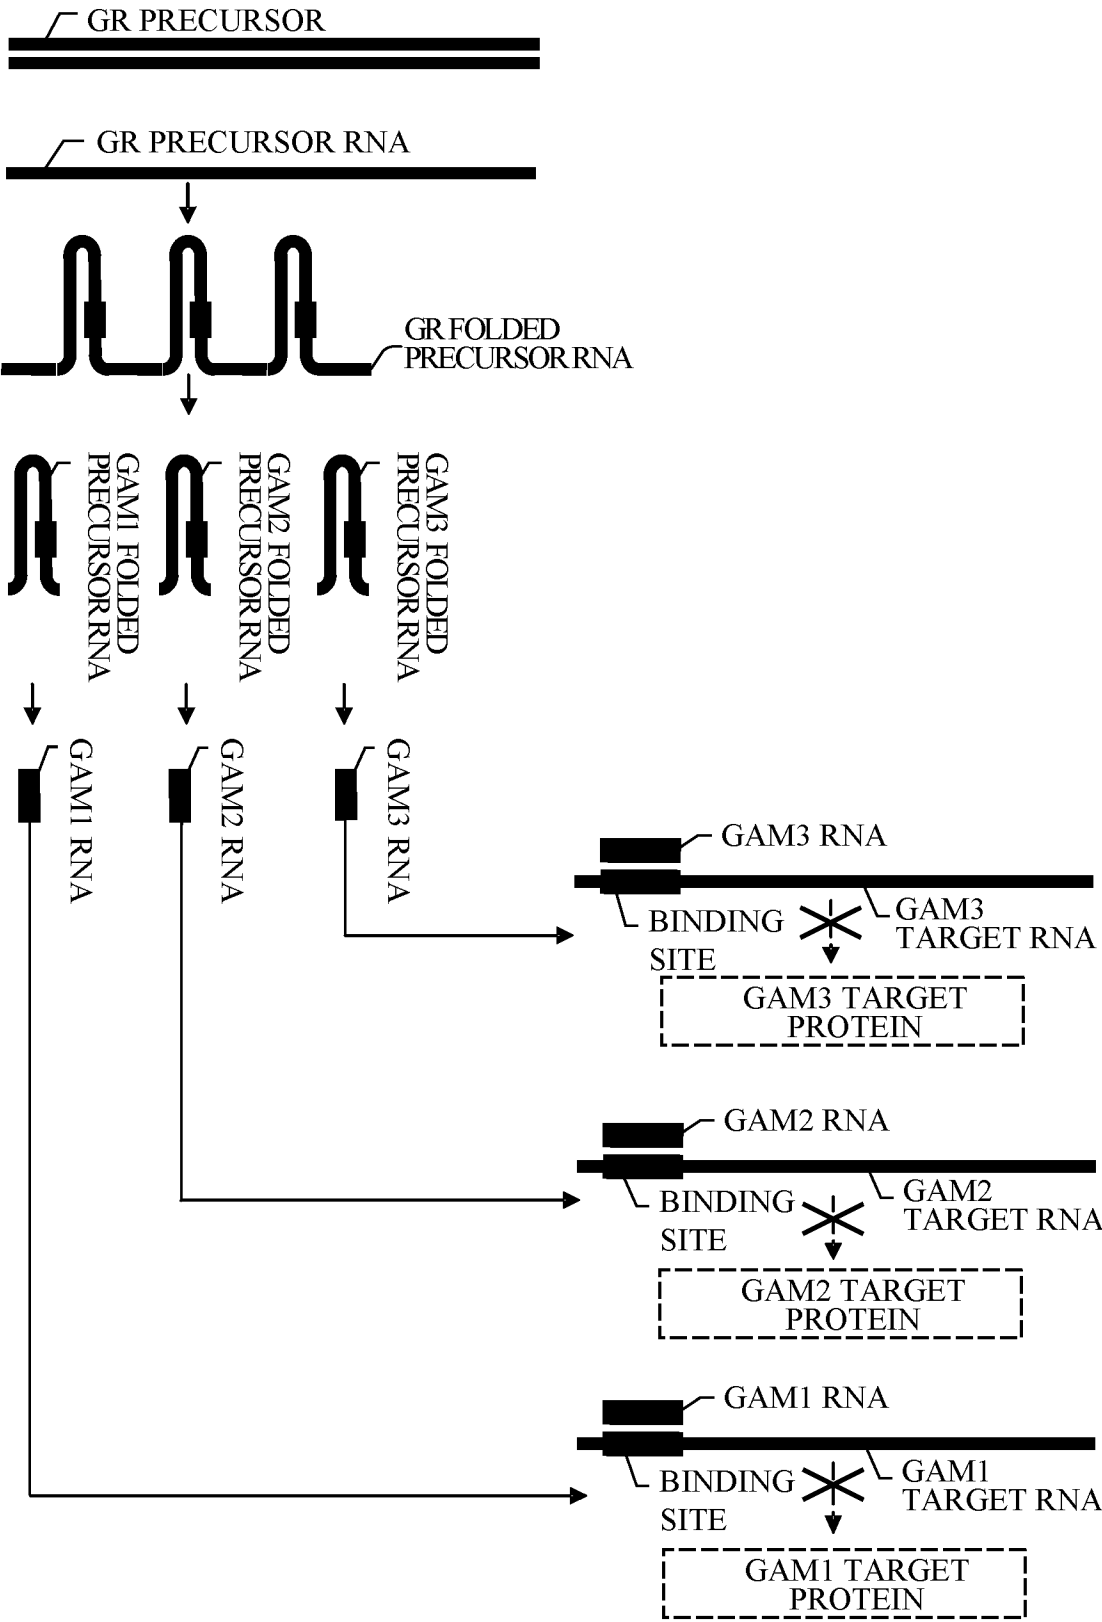 GR PRECURSOR
GR PRECURSOR RNA
GR FOLDED
PRECURSOR RNA
GAM1 FOLDED
PRECURSOR RNA
GAM2 FOLDED
PRECURSOR RNA
GAM3 FOLDED
PRECURSOR RNA
GAM1 RNA
GAM2 RNA
GAM3 RNA
GAM3 RNA
BINDING
SITE
GAM3
TARGET RNA
GAM3 TARGET
PROTEIN
GAM2 RNA
BINDING
SITE
GAM2
TARGET RNA
GAM2 TARGET
PROTEIN
GAM1 RNA
BINDING
SITE
GAM1
TARGET RNA
GAM1 TARGET
PROTEIN